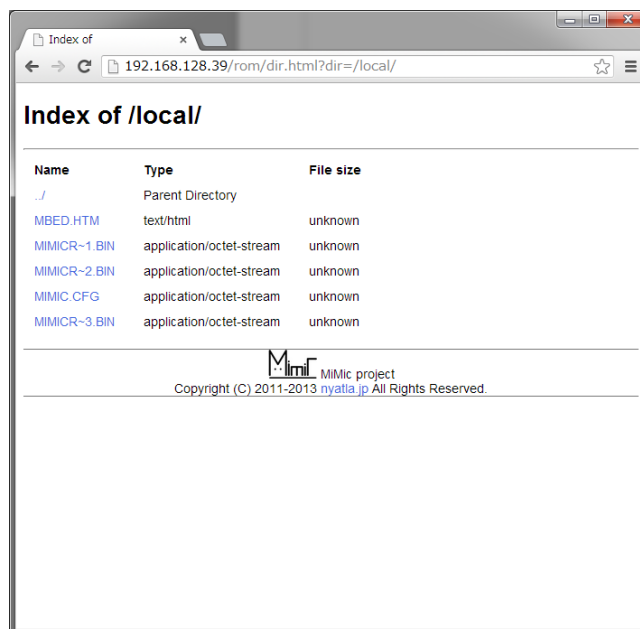 Index of
192.168.128.39/rom/dir.html?dir=/local/
Index of /local/
Name Type File size
../ Parent Directory
MBED.HTM text/html unknown
MIMICR~1.BIN application/octet-stream unknown
MIMICR~2.BIN application/octet-stream unknown
MIMIC.CFG application/octet-stream unknown
MIMICR~3.BIN application/octet-stream unknown
MimiC MiMic project
Copyright (C) 2011-2013 nyatla.jp All Rights Reserved.